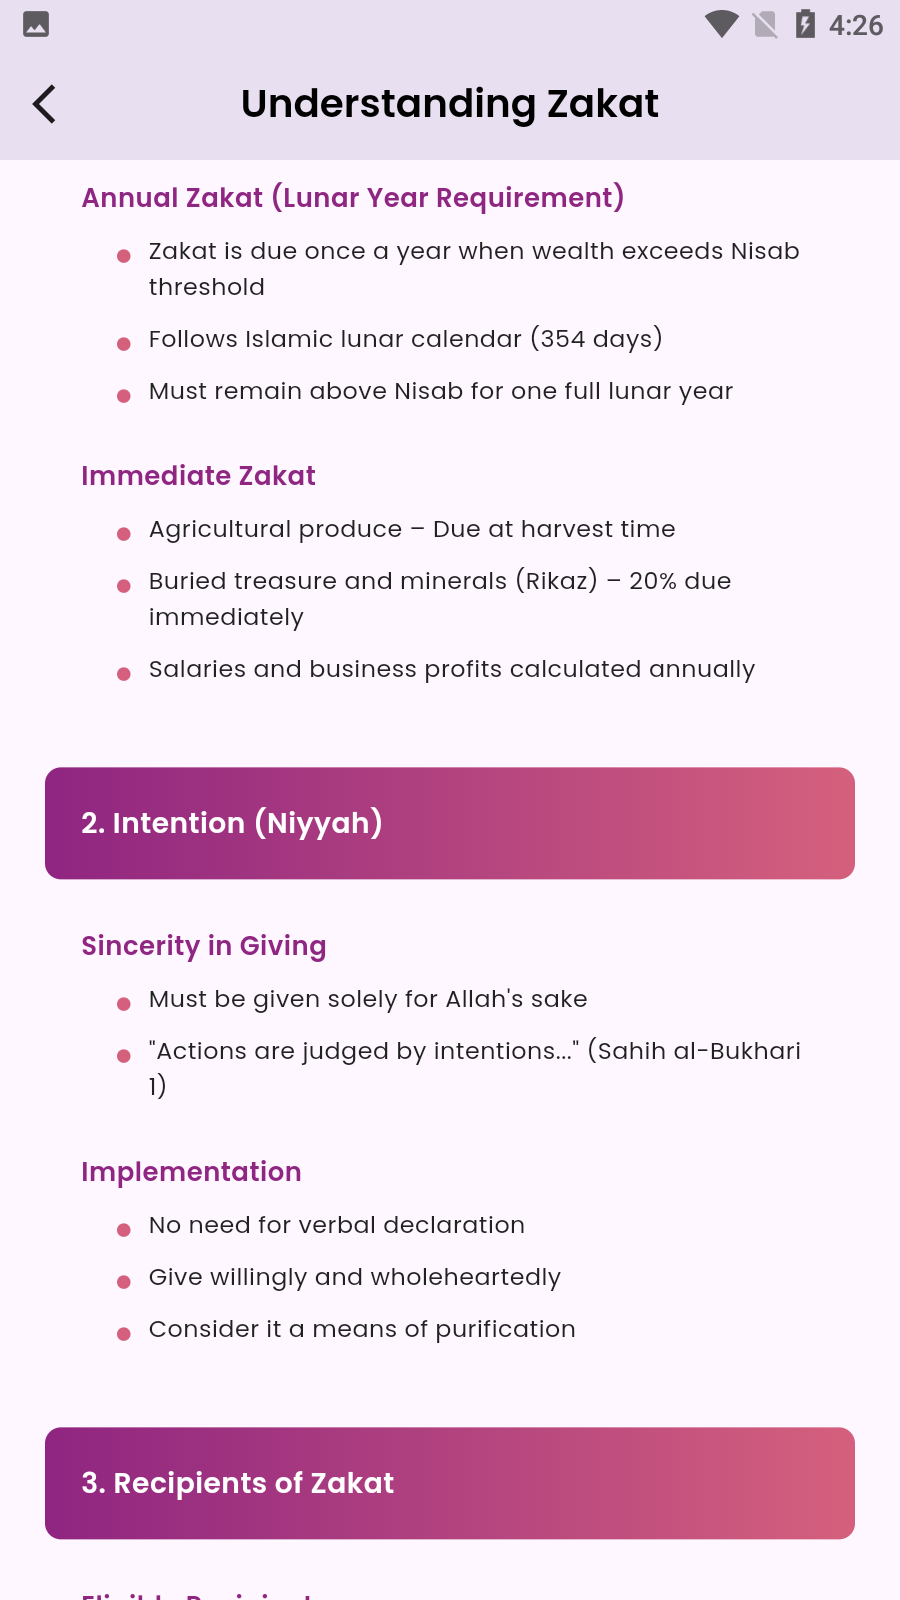 4:26
Understanding Zakat
Annual Zakat (Lunar Year Requirement)
Zakat is due once a year when wealth exceeds Nisab
threshold
Follows Islamic lunar calendar (354 days)
Must remain above Nisab for one full lunar year
Immediate Zakat
Agricultural produce – Due at harvest time
Buried treasure and minerals (Rikaz) – 20% due
immediately
Salaries and business profits calculated annually
2. Intention (Niyyah)
Sincerity in Giving
Must be given solely for Allah's sake
"Actions are judged by intentions..." (Sahih al-Bukhari
1)
Implementation
No need for verbal declaration
Give willingly and wholeheartedly
Consider it a means of purification
3. Recipients of Zakat